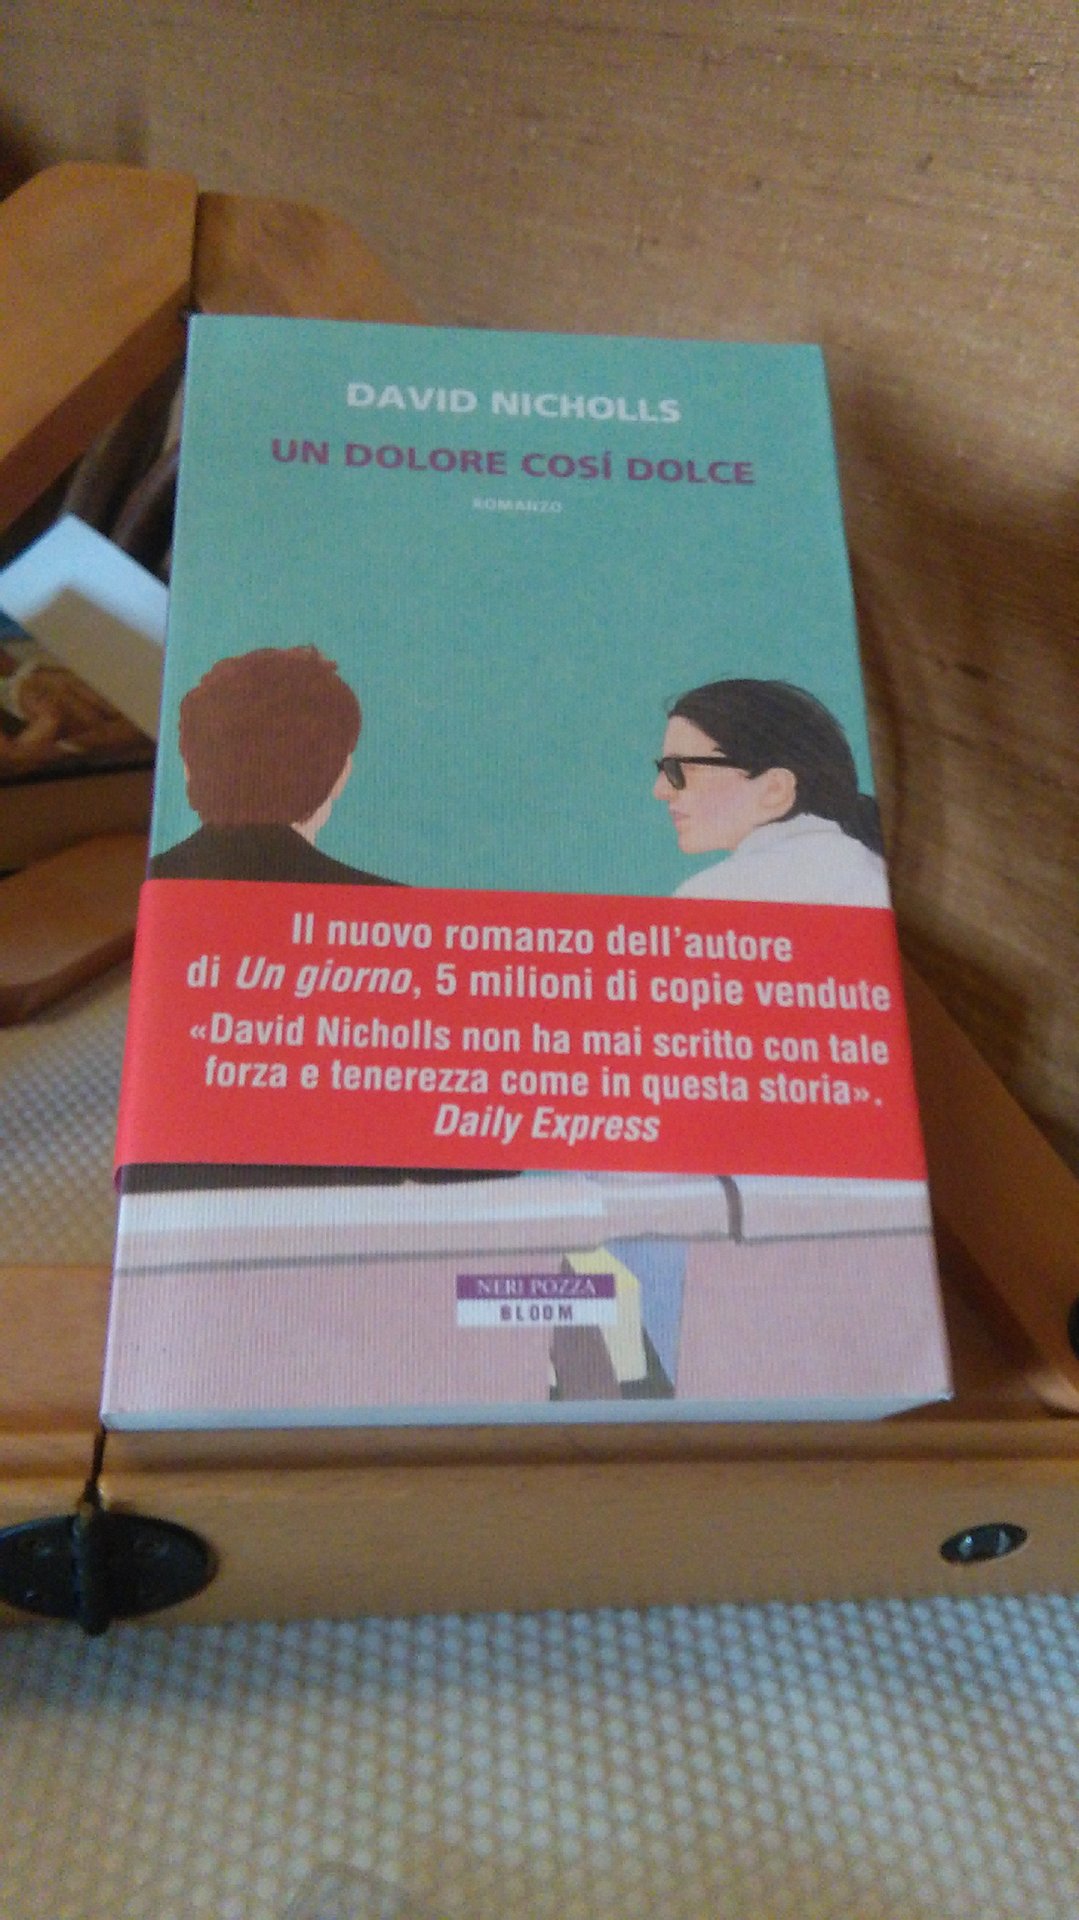 DAVID NICHOLLS
UN DOLORE COSÍ DOLCE
ROMANZO
Il nuovo romanzo dell'autore
di Un giorno, 5 milioni di copie vendute
«David Nicholls non ha mai scritto con tale
forza e tenerezza come in questa storia».
Daily Express
NERI POZZA
BLOOM